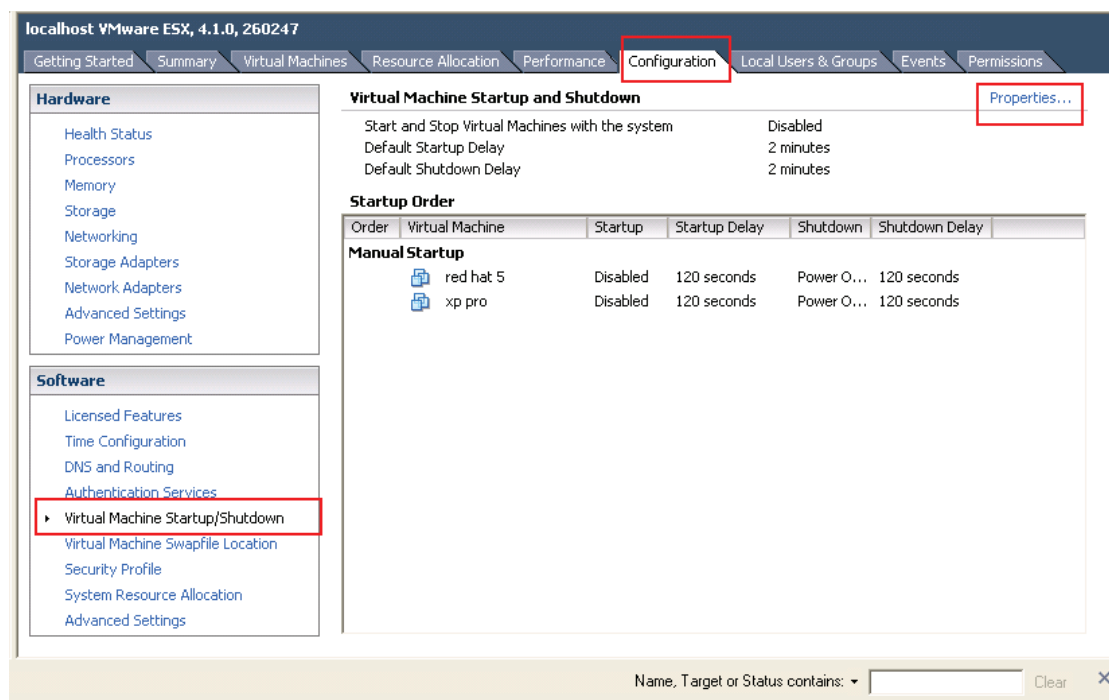 localhost VMware ESX, 4.1.0, 260247
Getting Started Summary Virtual Machines Resource Allocation Performance Configuration Local Users & Groups Events Permissions
Hardware
Health Status
Processors
Memory
Storage
Networking
Storage Adapters
Network Adapters
Advanced Settings
Power Management
Software
Licensed Features
Time Configuration
DNS and Routing
Authentication Services
Virtual Machine Startup/Shutdown
Virtual Machine Swapfile Location
Security Profile
System Resource Allocation
Advanced Settings
Virtual Machine Startup and Shutdown Properties...
Start and Stop Virtual Machines with the system Disabled
Default Startup Delay 2 minutes
Default Shutdown Delay 2 minutes
Startup Order
Order Virtual Machine Startup Startup Delay Shutdown Shutdown Delay
Manual Startup
red hat 5 Disabled 120 seconds Power O... 120 seconds
xp pro Disabled 120 seconds Power O... 120 seconds
Name, Target or Status contains: Clear